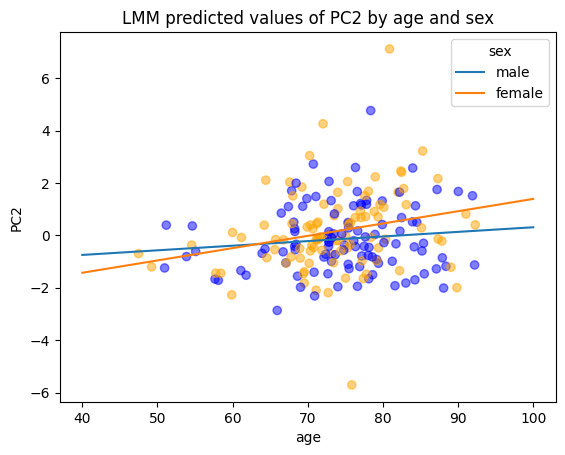 LMM predicted values of PC2 by age and sex
sex
male
female
PC2
6
4
2
0
−2
−4
−6
40 50 60 70 80 90 100
age